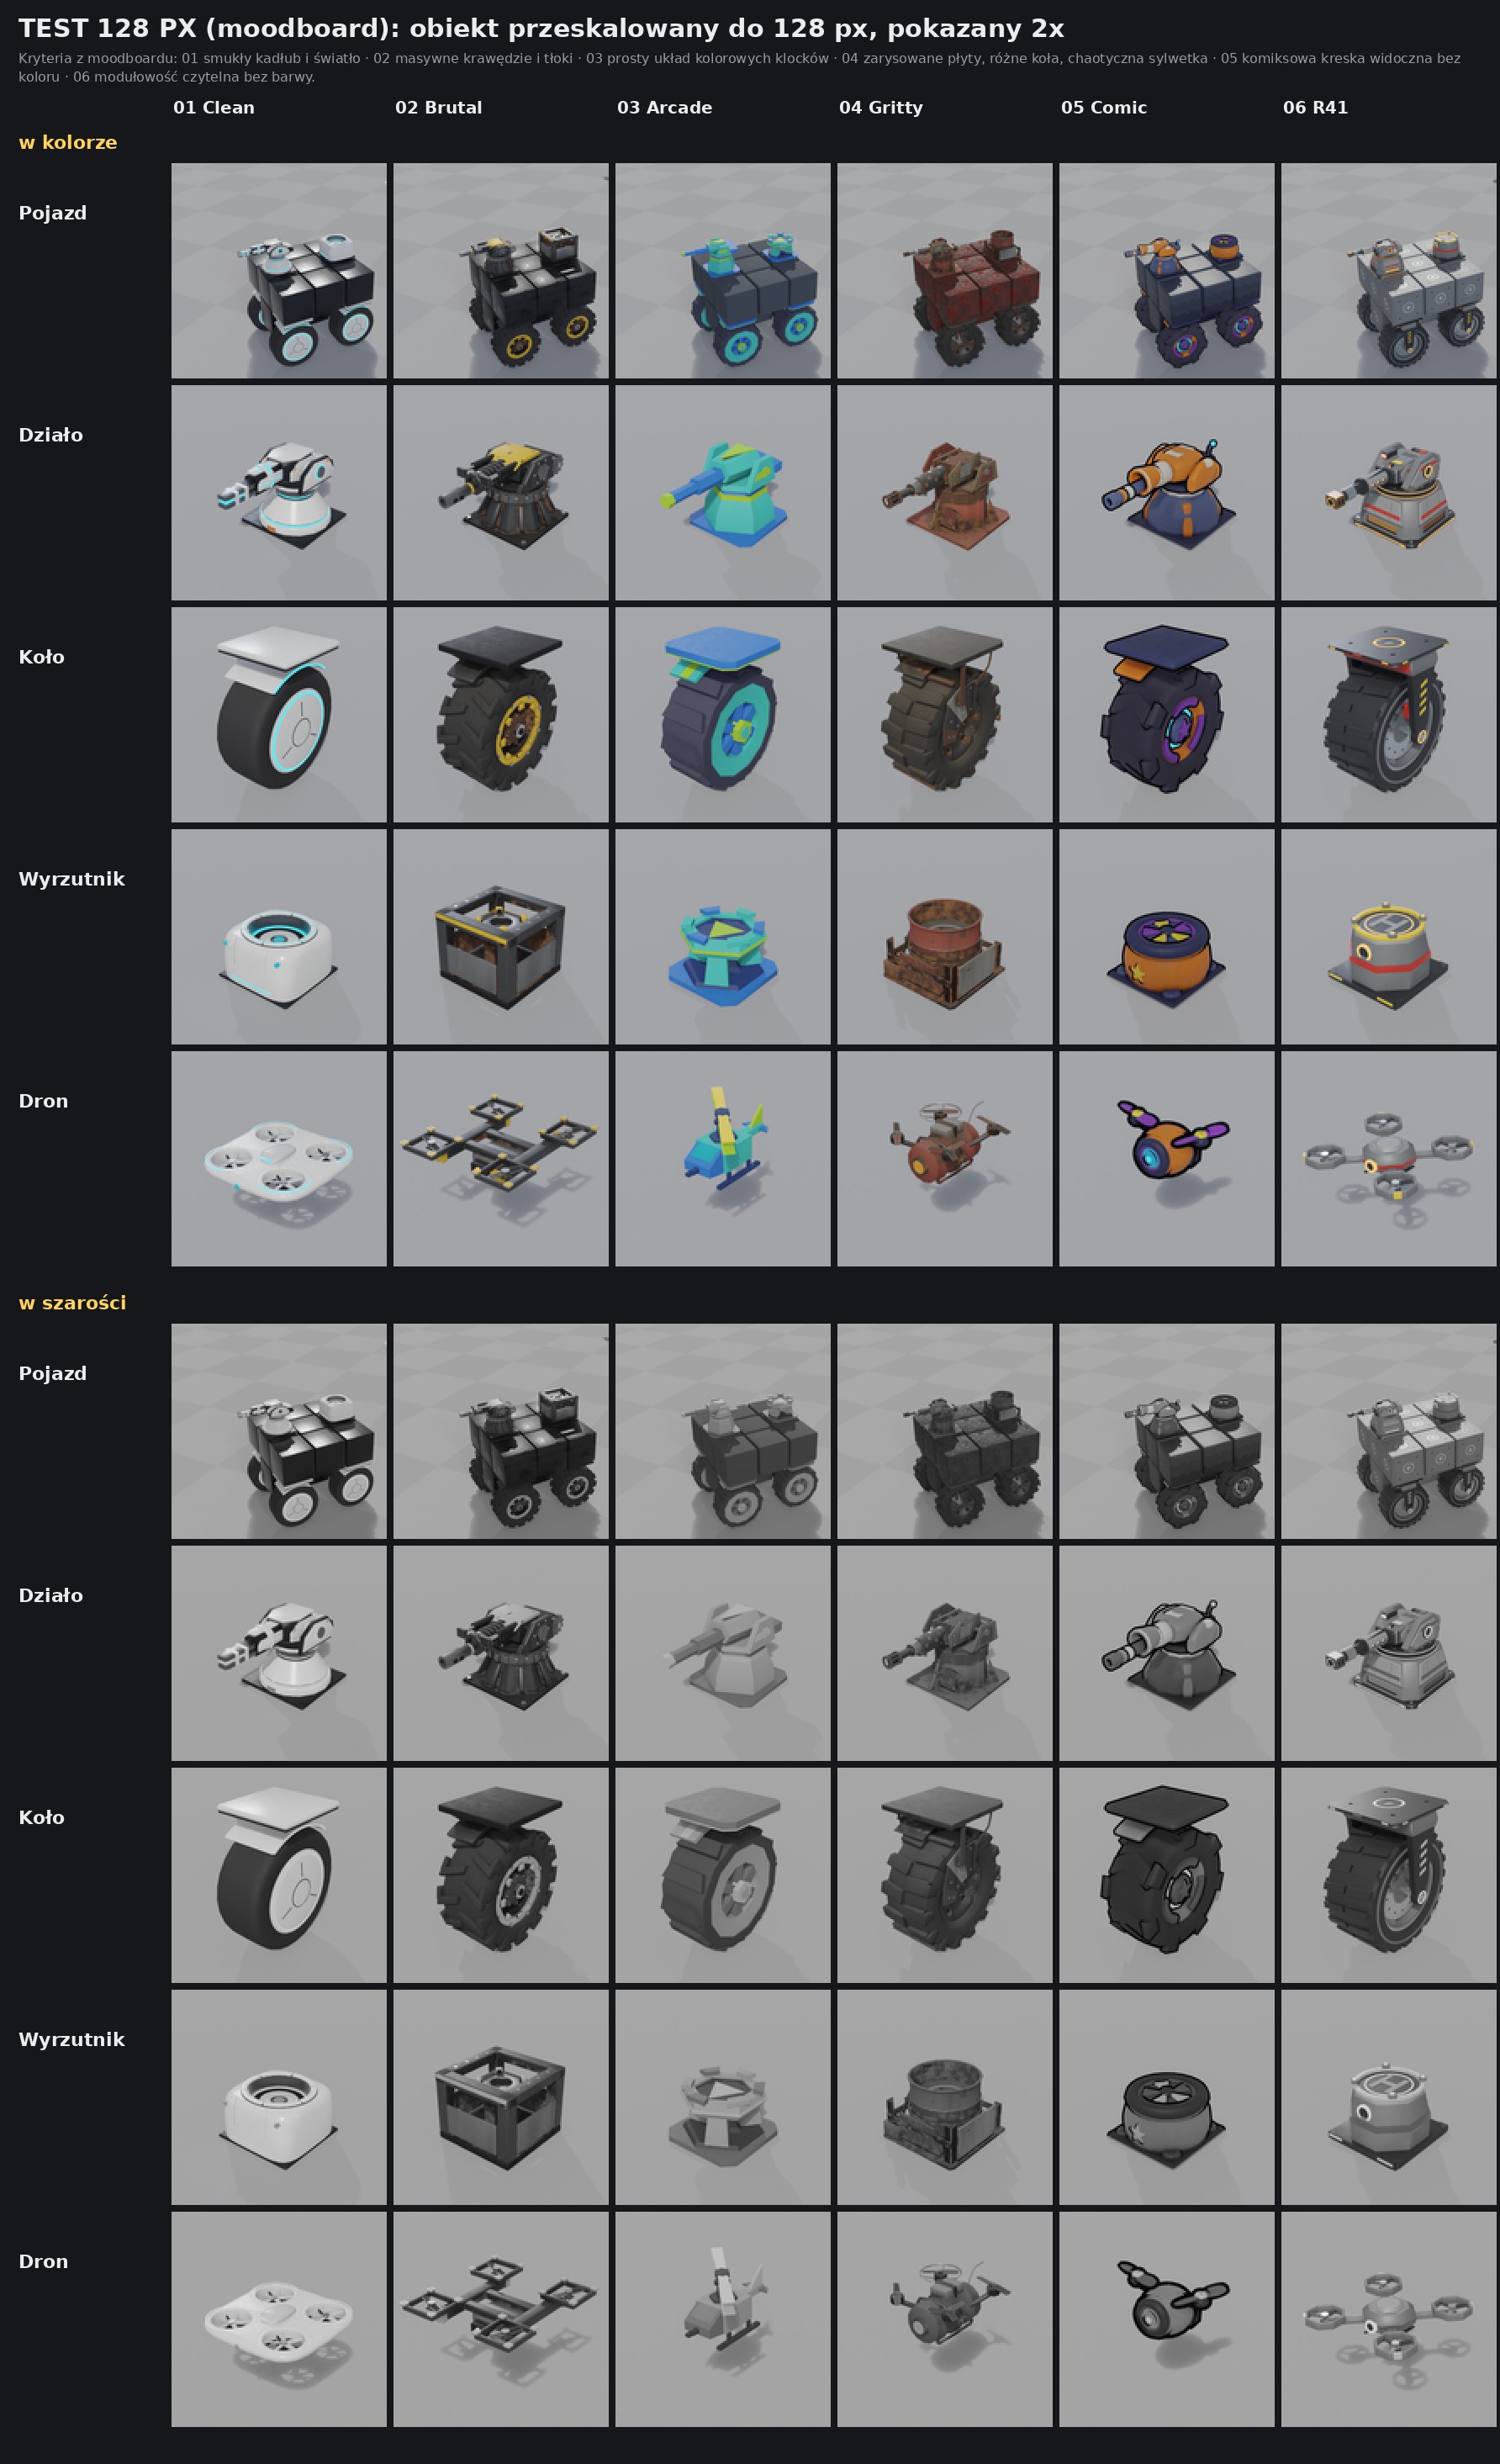 TEST 128 PX (moodboard): obiekt przeskalowany do 128 px, pokazany 2x
Kryteria z moodboardu: 01 smukły kadłub i światło · 02 masywne krawędzie i tłoki · 03 prosty układ kolorowych klocków · 04 zarysowane płyty, różne koła, chaotyczna sylwetka · 05 komiksowa kreska widoczna bez
koloru · 06 modułowość czytelna bez barwy.
01 Clean 02 Brutal 03 Arcade 04 Gritty 05 Comic 06 R41
w kolorze
Pojazd
Działo
Koło
Wyrzutnik
Dron
w szarości
Pojazd
Działo
Koło
Wyrzutnik
Dron